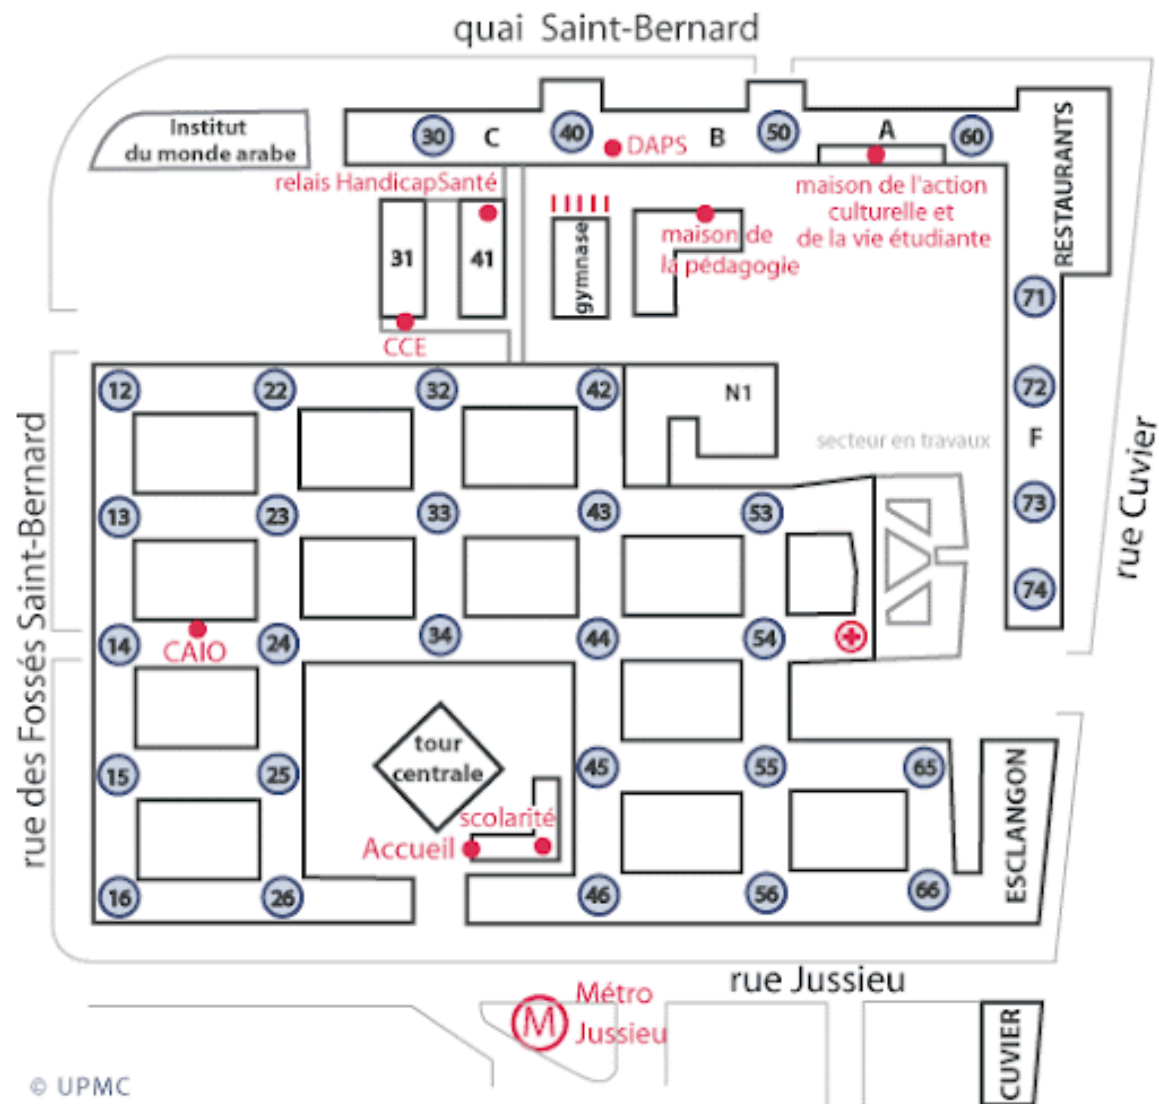 quai Saint-Bernard
Institut
du monde arabe
30
C
40
DAPS
B
50
A
60
RESTAURANTS
relais HandicapSanté
maison de l'action
culturelle et
de la vie étudiante
31
41
gymnase
maison de
la pédagogie
71
CCE
12
22
32
42
N1
72
secteur en travaux
F
rue Cuvier
rue des Fossés Saint-Bernard
13
23
33
43
53
73
74
14
CAIO
24
34
44
54
tour
centrale
15
25
45
55
65
ESCLANGON
scolarité
Accueil
16
26
46
56
66
rue Jussieu
M
Métro
Jussieu
CUVIER
© UPMC